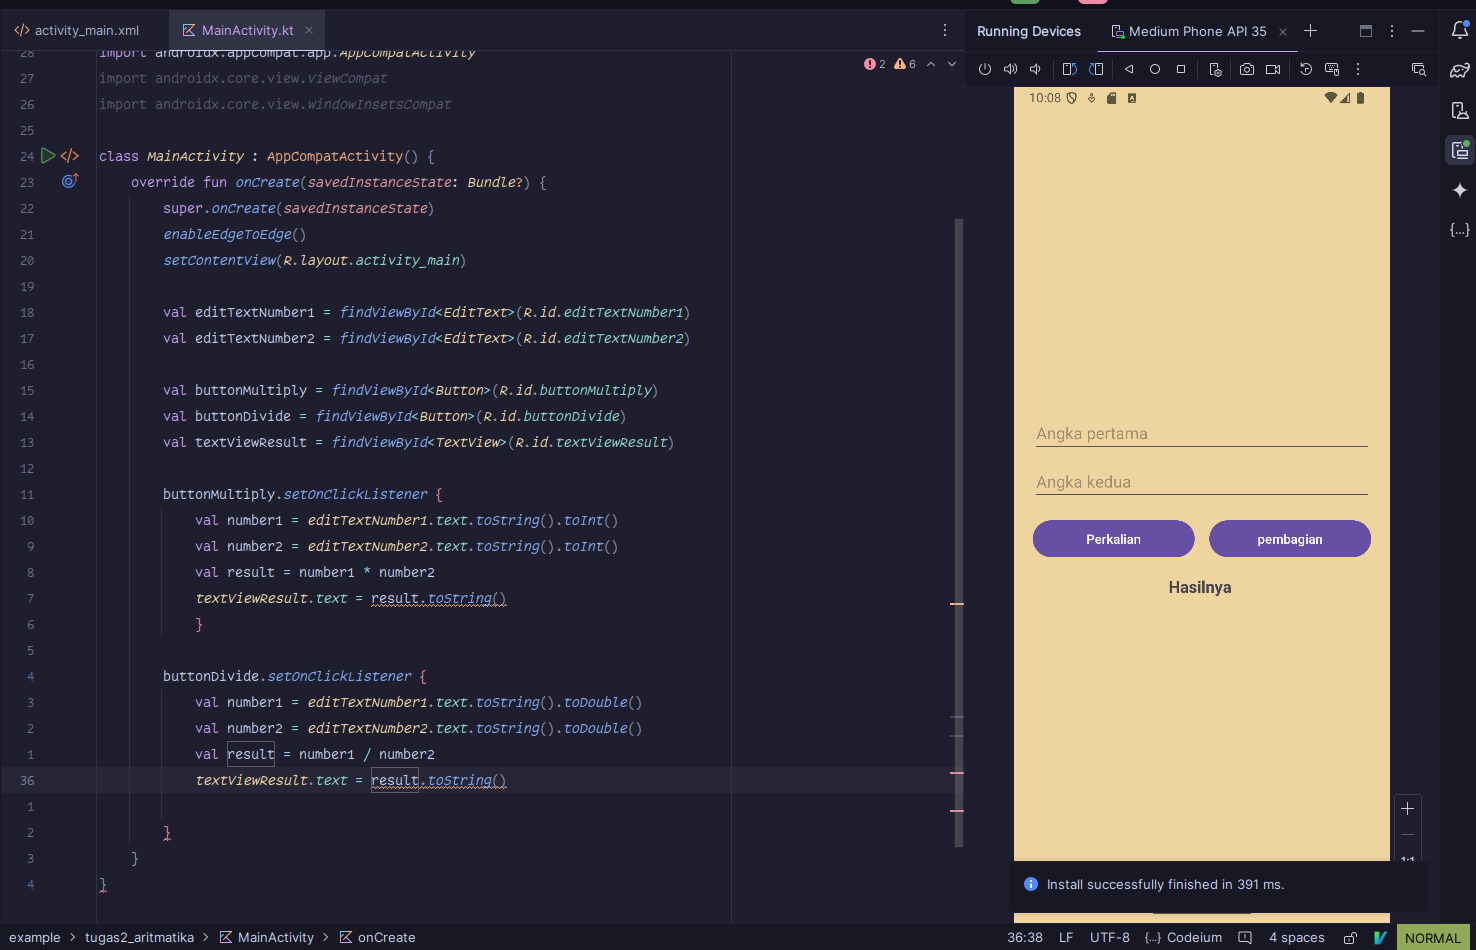 activity_main.xml
MainActivity.kt
Running Devices
Medium Phone API 35
28 import androidx.appcompat.app.AppCompatActivity
27 import androidx.core.view.ViewCompat
26 import androidx.core.view.WindowInsetsCompat
2 6
25
24 class MainActivity : AppCompatActivity() {
23 override fun onCreate(savedInstanceState: Bundle?) {
22 super.onCreate(savedInstanceState)
21 enableEdgeToEdge()
20 setContentView(R.layout.activity_main)
19
18 val editTextNumber1 = findViewById<EditText>(R.id.editTextNumber1)
17 val editTextNumber2 = findViewById<EditText>(R.id.editTextNumber2)
16
15 val buttonMultiply = findViewById<Button>(R.id.buttonMultiply)
14 val buttonDivide = findViewById<Button>(R.id.buttonDivide)
13 val textViewResult = findViewById<TextView>(R.id.textViewResult)
12
11 buttonMultiply.setOnClickListener {
10 val number1 = editTextNumber1.text.toString().toInt()
9 val number2 = editTextNumber2.text.toString().toInt()
8 val result = number1 * number2
7 textViewResult.text = result.toString()
6 }
5
4 buttonDivide.setOnClickListener {
3 val number1 = editTextNumber1.text.toString().toDouble()
2 val number2 = editTextNumber2.text.toString().toDouble()
1 val result = number1 / number2
36 textViewResult.text = result.toString()
1
2 }
3 }
4 }
10:08
Angka pertama
Angka kedua
Perkalian
pembagian
Hasilnya
1:1
Install successfully finished in 391 ms.
example > tugas2_aritmatika > MainActivity > onCreate
36:38 LF UTF-8 {...} Codeium 4 spaces NORMAL